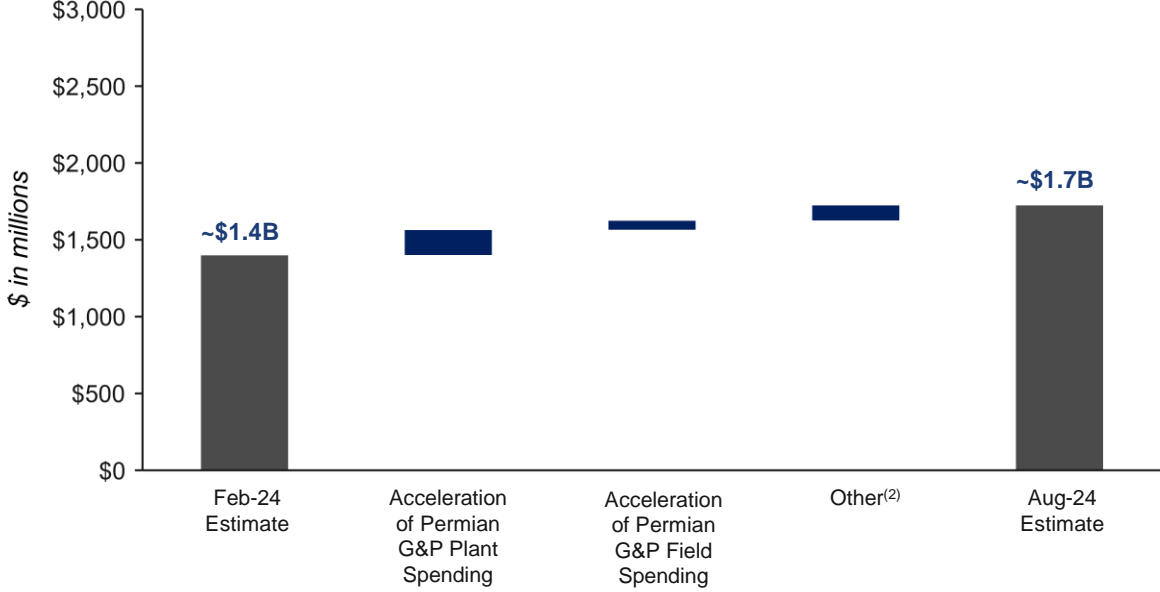 $3,000
$2,500
$2,000
$1,500
$1,000
$500
$0
$ in millions
~$1.4B
~$1.7B
Feb-24
Estimate
Acceleration
of Permian
G&P Plant
Spending
Acceleration
of Permian
G&P Field
Spending
Other(2)
Aug-24
Estimate